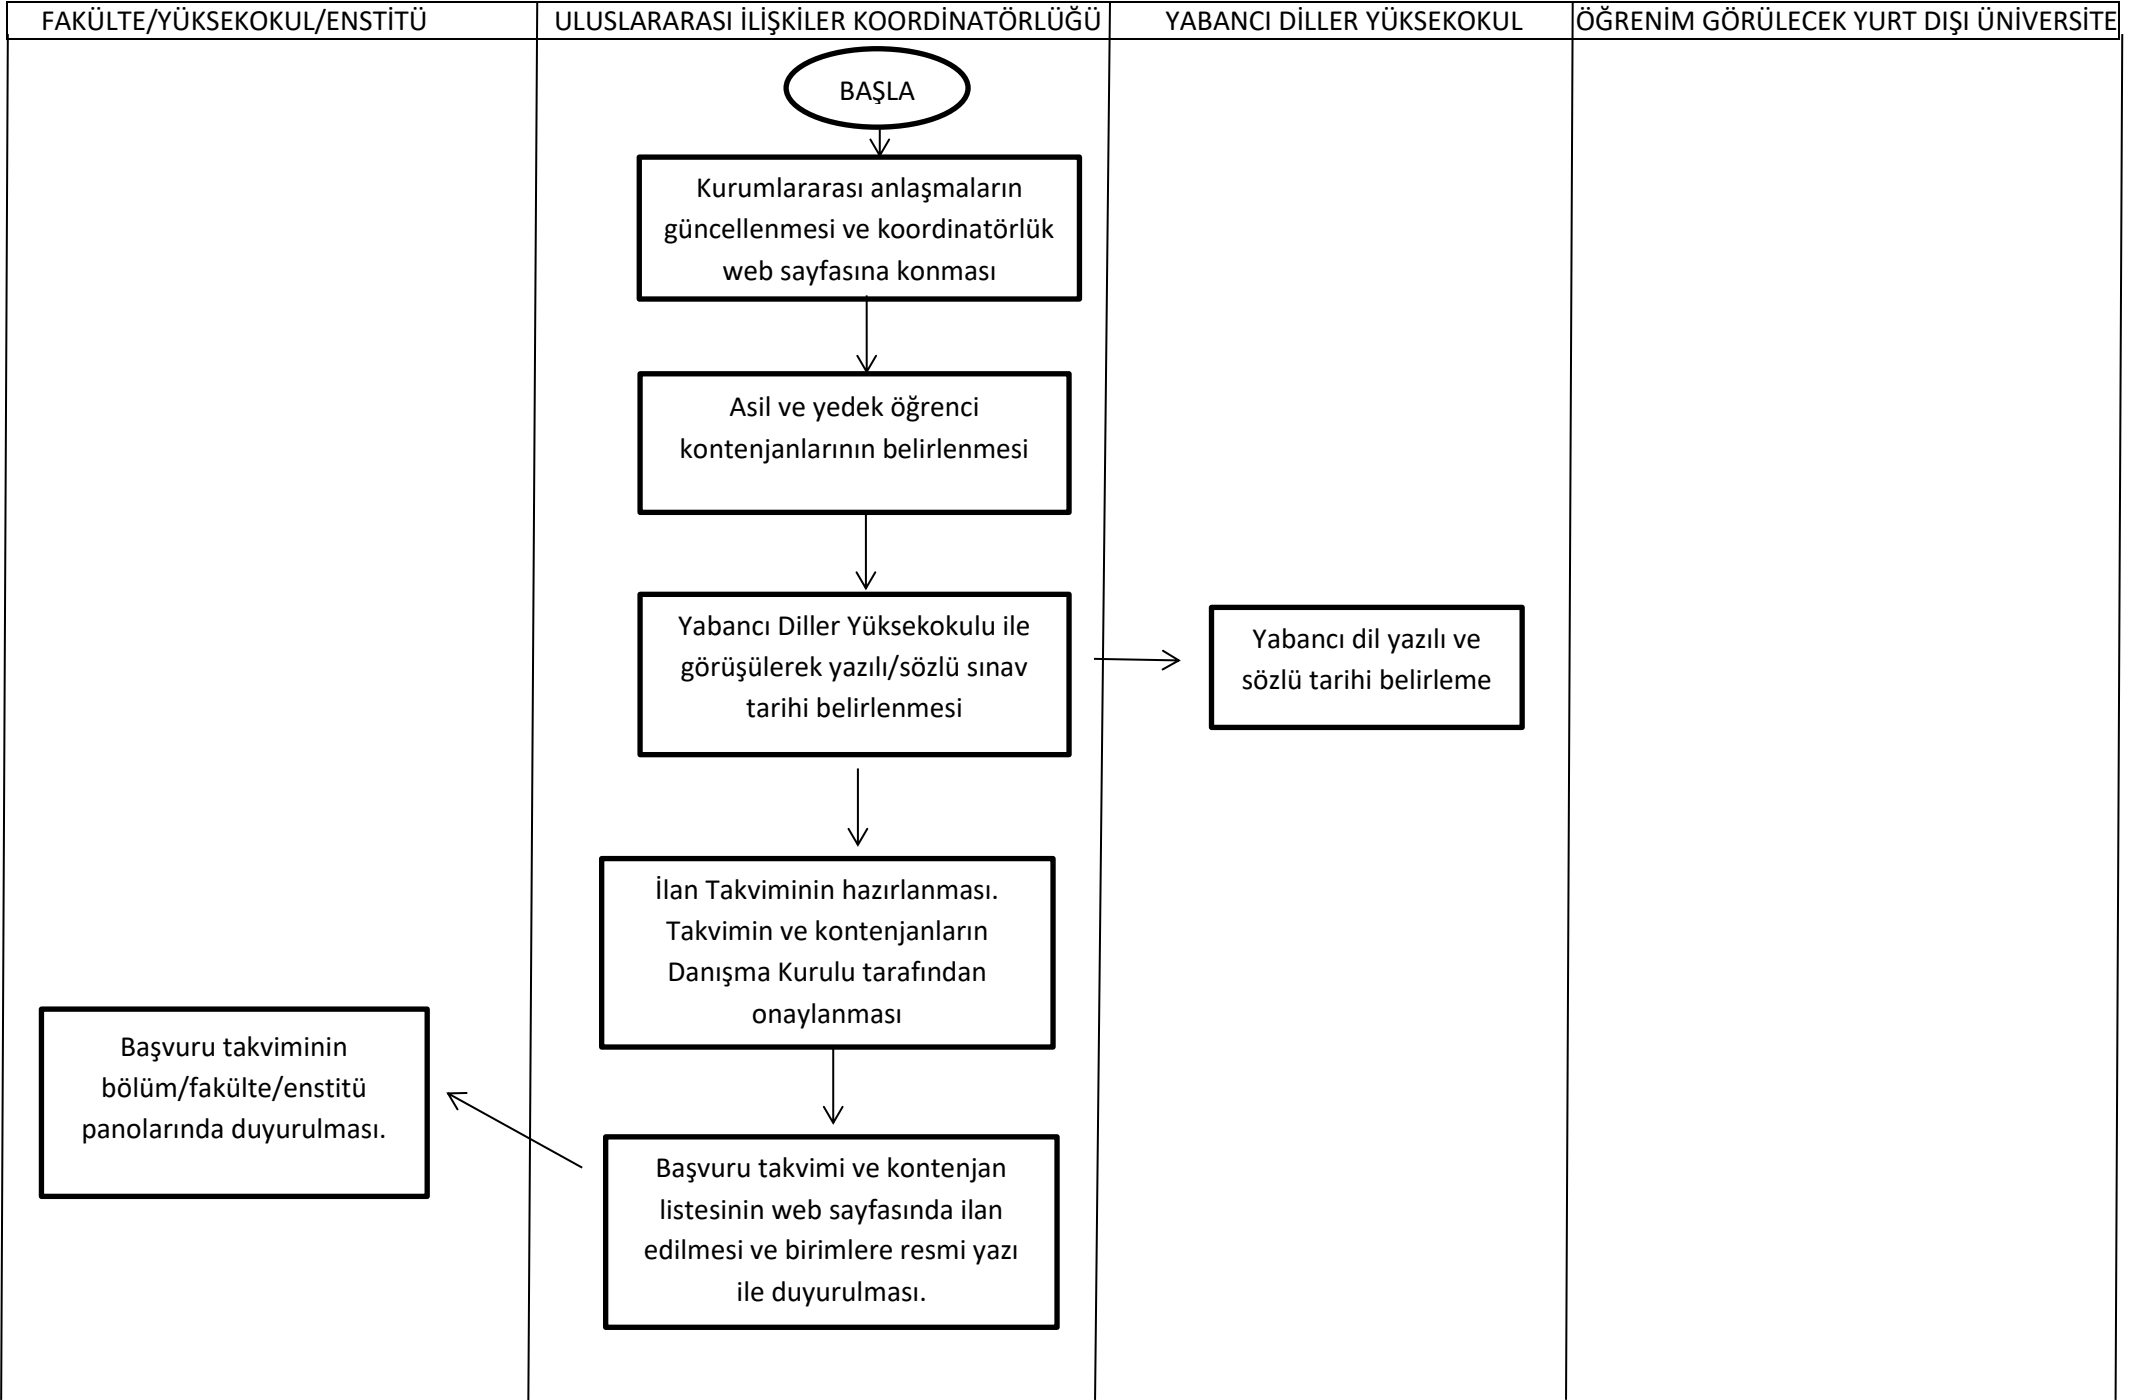 FAKÜLTE/YÜKSEKOKUL/ENSTİTÜ
ULUSLARARASI İLİŞKİLER KOORDİNATÖRLÜĞÜ
YABANCI DİLLER YÜKSEKOKUL
ÖĞRENİM GÖRÜLECEK YURT DIŞI ÜNİVERSİTE
BAŞLA
Kurumlararası anlaşmaların
güncellenmesi ve koordinatörlük
web sayfasına konması
Asil ve yedek öğrenci
kontenjanlarının belirlenmesi
Yabancı Diller Yüksekokulu ile
görüşülerek yazılı/sözlü sınav
tarihi belirlenmesi
Yabancı dil yazılı ve
sözlü tarihi belirleme
İlan Takviminin hazırlanması.
Takvimin ve kontenjanların
Danışma Kurulu tarafından
onaylanması
Başvuru takviminin
bölüm/fakülte/enstitü
panolarında duyurulması.
Başvuru takvimi ve kontenjan
listesinin web sayfasında ilan
edilmesi ve birimlere resmi yazı
ile duyurulması.